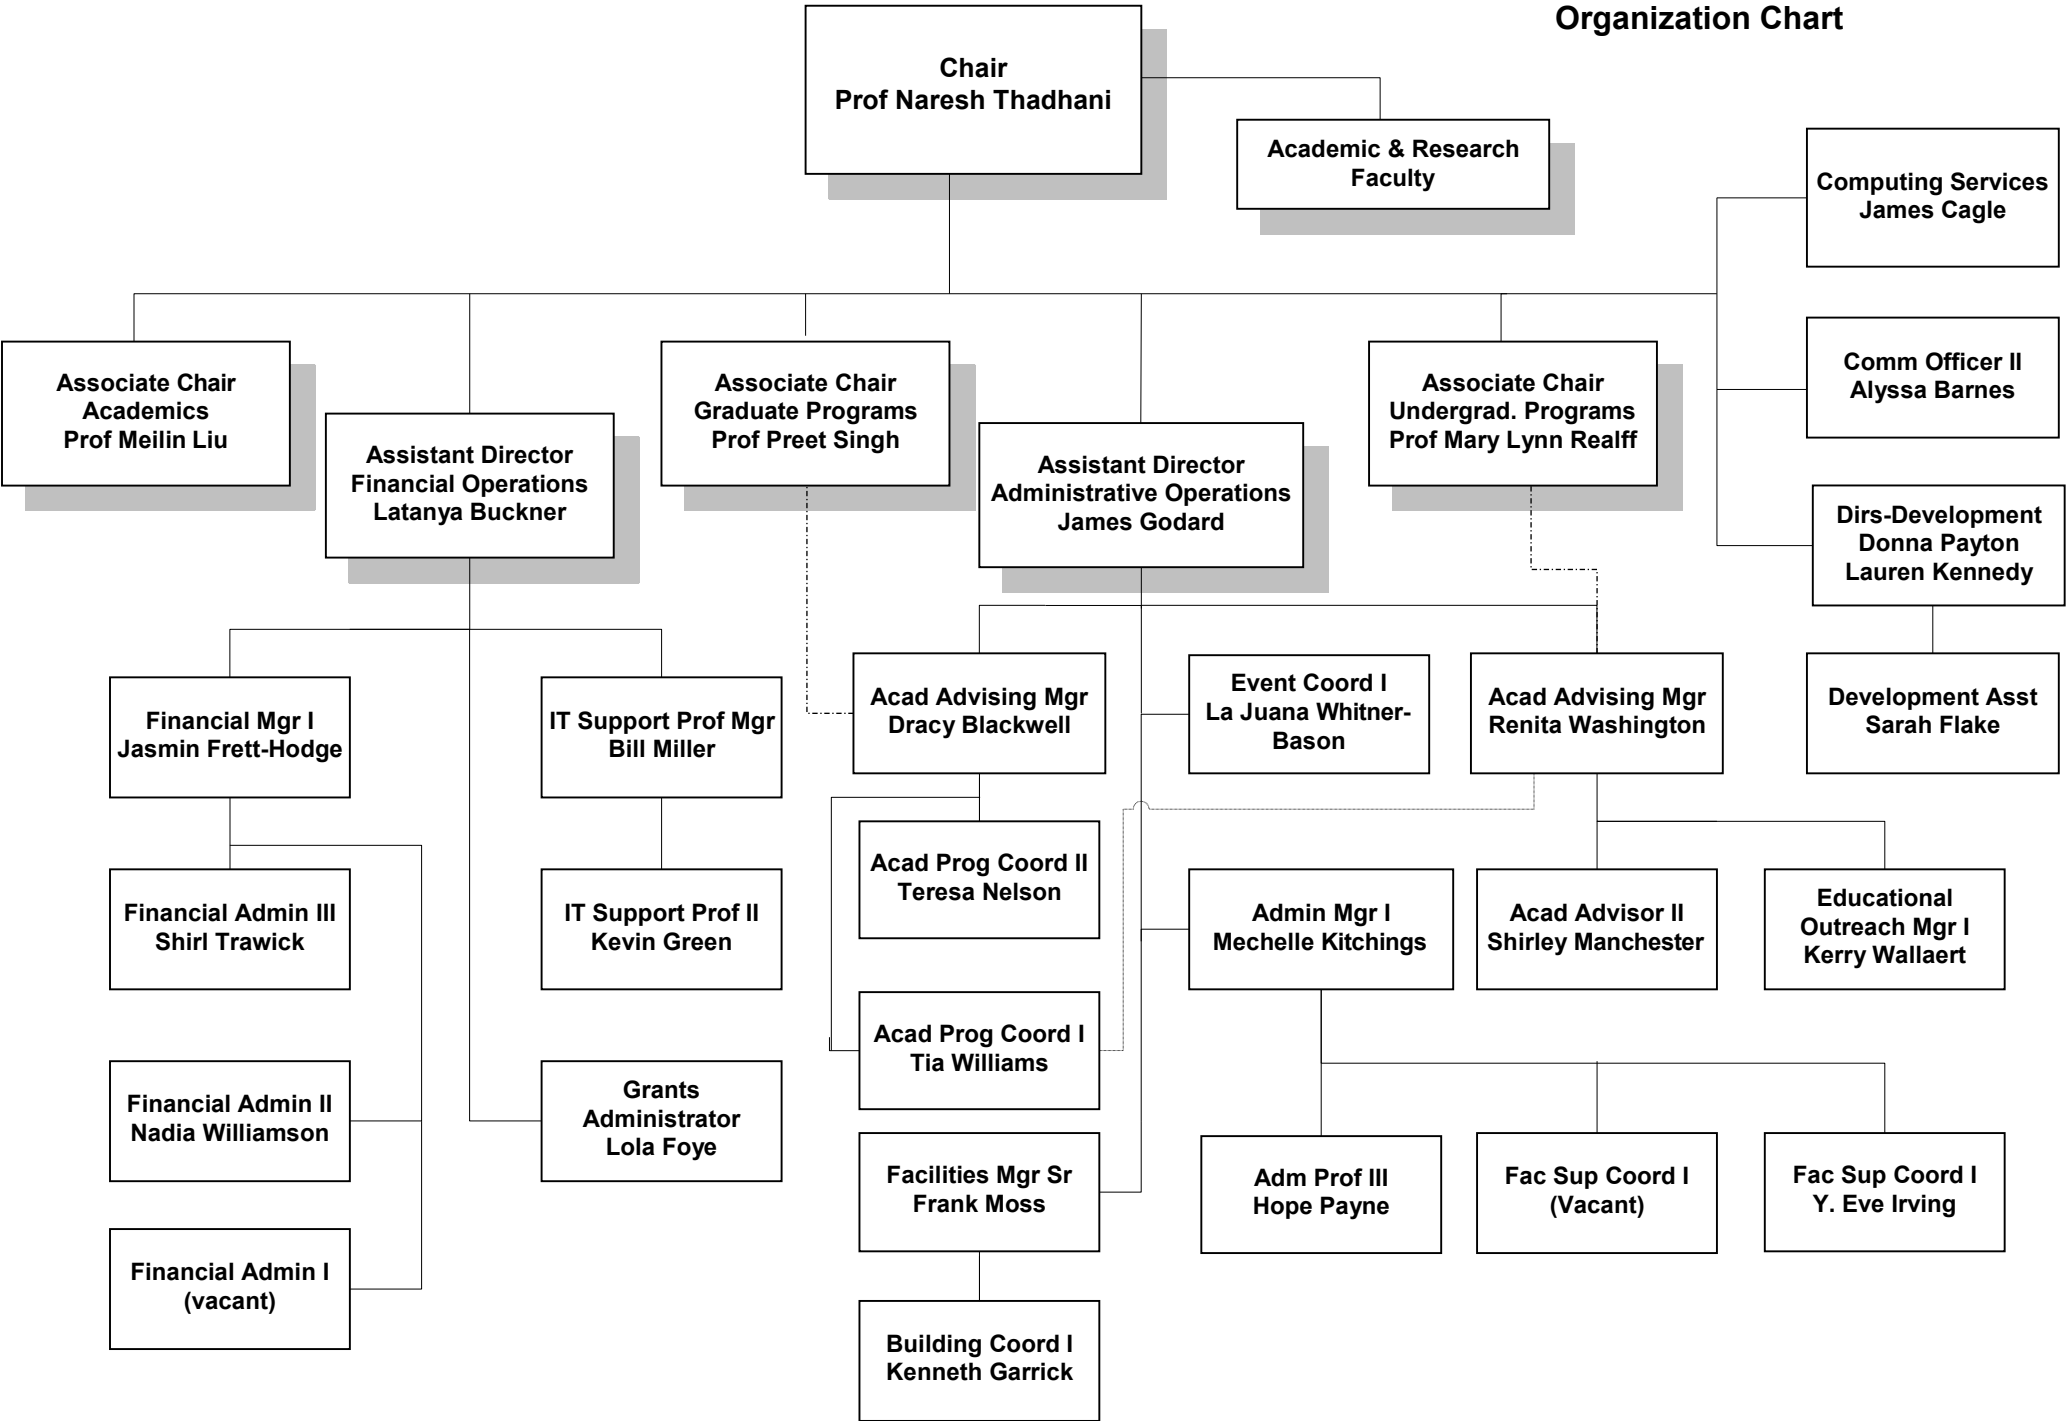 Organization Chart
Chair
Prof Naresh Thadhani
Academic & Research
Faculty
Computing Services
James Cagle
Comm Officer II
Alyssa Barnes
Dirs-Development
Donna Payton
Lauren Kennedy
Development Asst
Sarah Flake
Associate Chair
Academics
Prof Meilin Liu
Assistant Director
Financial Operations
Latanya Buckner
Associate Chair
Graduate Programs
Prof Preet Singh
Assistant Director
Administrative Operations
James Godard
Associate Chair
Undergrad. Programs
Prof Mary Lynn Realff
Financial Mgr I
Jasmin Frett-Hodge
IT Support Prof Mgr
Bill Miller
Acad Advising Mgr
Dracy Blackwell
Event Coord I
La Juana Whitner-
Bason
Acad Advising Mgr
Renita Washington
Financial Admin III
Shirl Trawick
IT Support Prof II
Kevin Green
Acad Prog Coord II
Teresa Nelson
Admin Mgr I
Mechelle Kitchings
Acad Advisor II
Shirley Manchester
Educational
Outreach Mgr I
Kerry Wallaert
Financial Admin II
Nadia Williamson
Grants
Administrator
Lola Foye
Acad Prog Coord I
Tia Williams
Facilities Mgr Sr
Frank Moss
Adm Prof III
Hope Payne
Fac Sup Coord I
(Vacant)
Fac Sup Coord I
Y. Eve Irving
Financial Admin I
(vacant)
Building Coord I
Kenneth Garrick